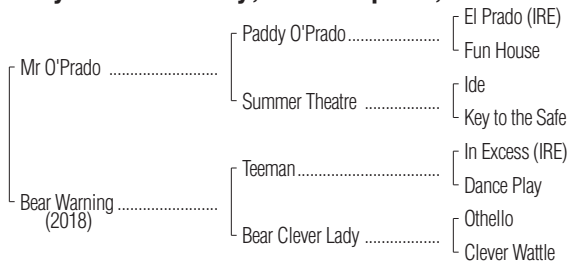 El Prado (IRE)
Paddy O'Prado
Fun House
Mr O'Prado
Ide
Summer Theatre
Key to the Safe
In Excess (IRE)
Teeman
Dance Play
Bear Warning
(2018)
Othello
Bear Clever Lady
Clever Wattle